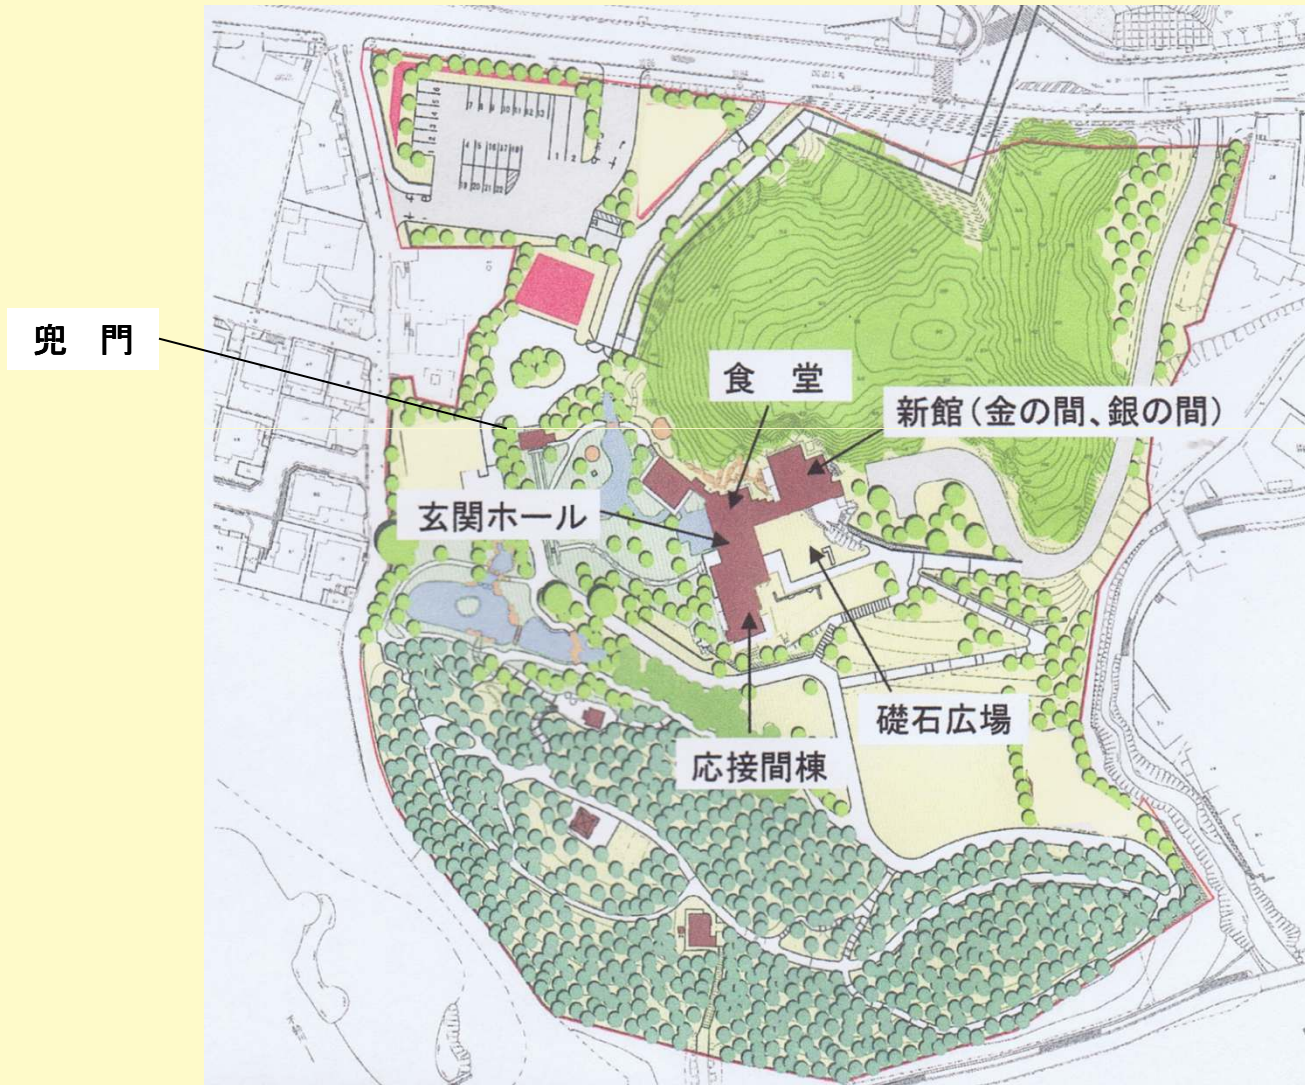 食 堂
新館(金の間、銀の間)
兜 門
玄関ホール
礎石広場
応接間棟